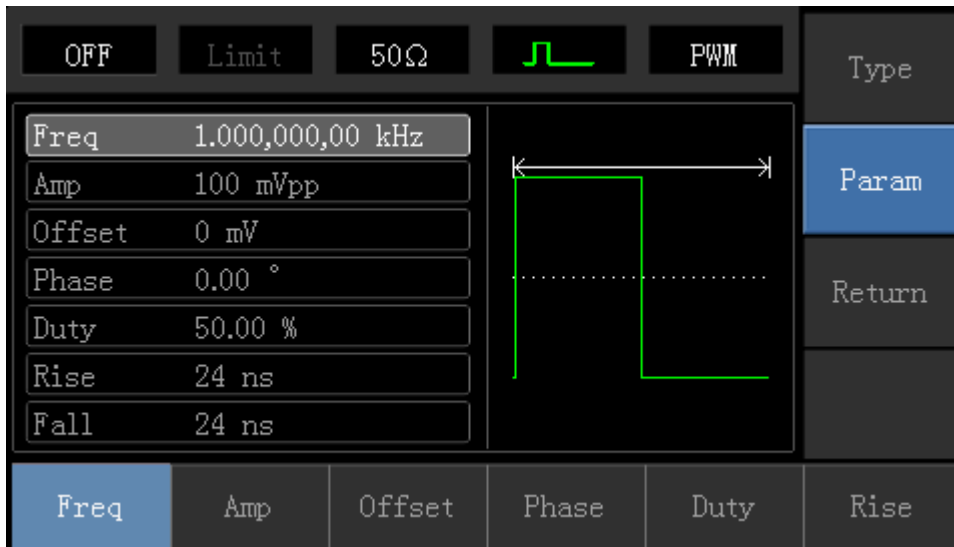 OFF Limit 50Ω PWM
Type
Freq 1.000,000,00 kHz
Amp 100 mVpp
Param
Offset 0 mV
Phase 0.00 °
Return
Duty 50.00 %
Rise 24 ns
Fall 24 ns
Freq Amp Offset Phase Duty Rise